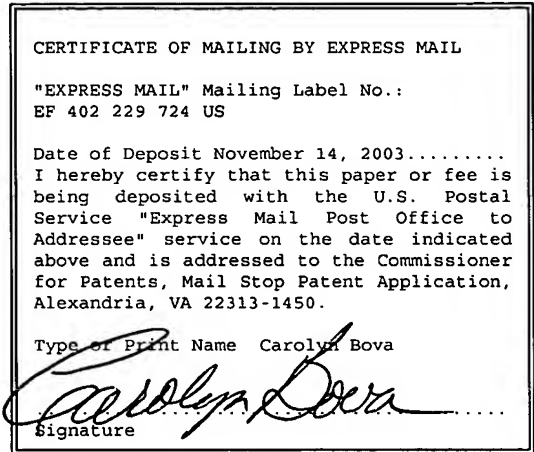 CERTIFICATE OF MAILING BY EXPRESS MAIL
"EXPRESS MAIL" Mailing Label No.:
EF 402 229 724 US
Date of Deposit November 14, 2003.........
I hereby certify that this paper or fee is
being deposited with the U.S. Postal
Service "Express Mail Post Office to
Addressee" service on the date indicated
above and is addressed to the Commissioner
for Patents, Mail Stop Patent Application,
Alexandria, VA 22313-1450.
Type or Print Name Carolyn Bova
Carolyn Bova
Signature